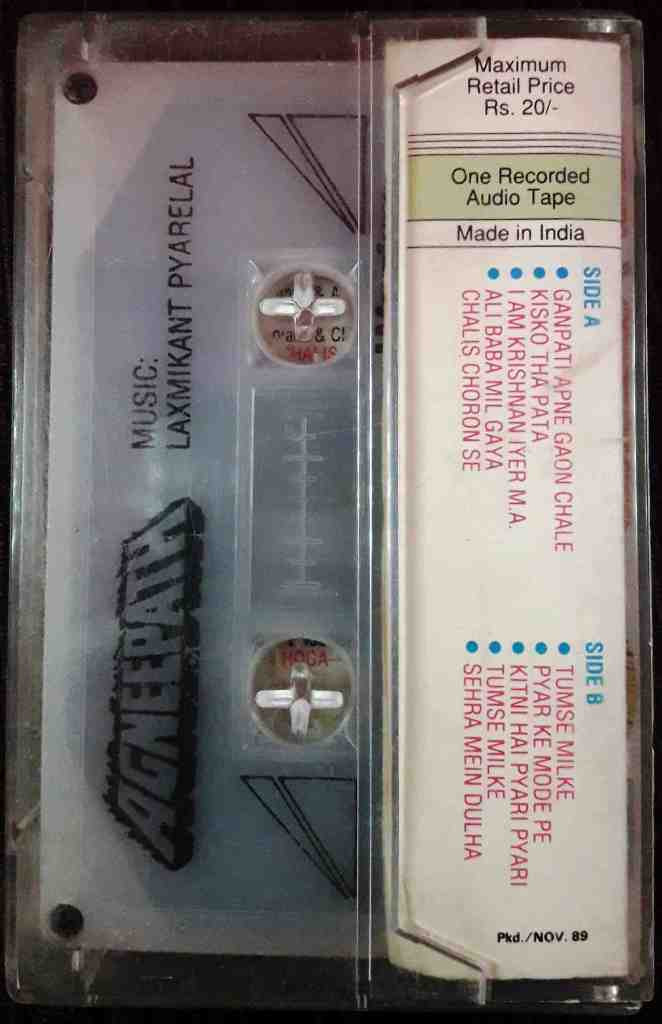 MUSIC:
LAXMIKANT PYARELAL
AGNEEPATH
Maximum
Retail Price
Rs. 20/-
One Recorded
Audio Tape
Made in India
SIDE A
• GANPATI APNE GAON CHALE
• KISKO THA PATA
• I AM KRISHNAN IYER M.A.
• ALI BABA MIL GAYA
CHALIS CHORON SE
SIDE B
• TUMSE MILKE
• PYAR KE MODE PE
• KITNI HAI PYARI PYARI
• TUMSE MILKE
• SEHRA MEIN DULHA
HOGA
Pkd./NOV. 89